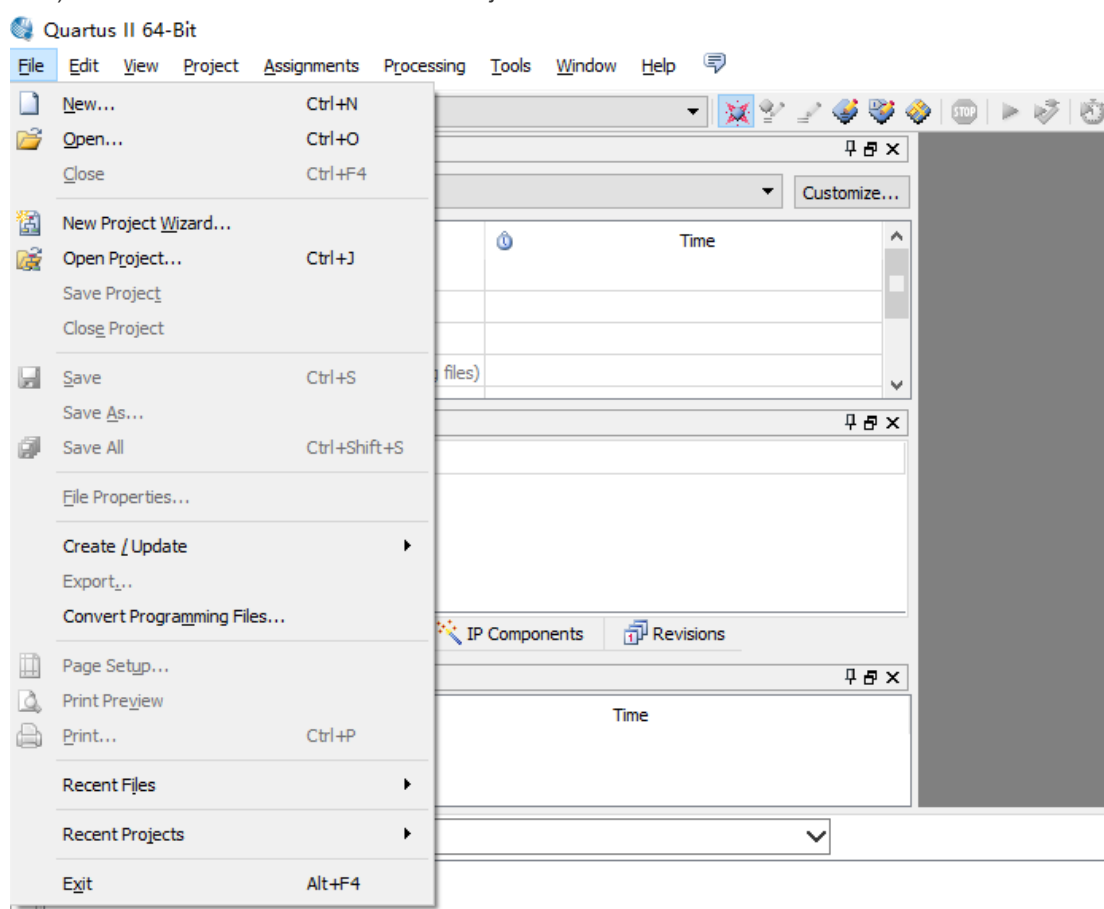 Quartus II 64-Bit
File Edit View Project Assignments Processing Tools Window Help
New... Ctrl+N
Open... Ctrl+O
Close Ctrl+F4
Customize...
New Project Wizard...
Time
Open Project... Ctrl+J
Save Project
Close Project
files)
Save Ctrl+S
Save As...
Save All Ctrl+Shift+S
File Properties...
Create / Update
Export...
Convert Programming Files...
IP Components Revisions
Page Setup...
Print Preview
Time
Print... Ctrl+P
Recent Files
Recent Projects
Exit Alt+F4
STOP